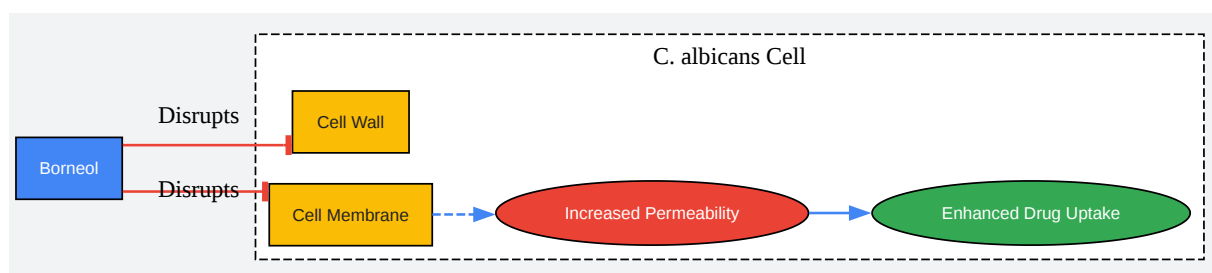 C. albicans Cell
Disrupts
Cell Wall
Borneol
Disrupts
Cell Membrane
Increased Permeability
Enhanced Drug Uptake